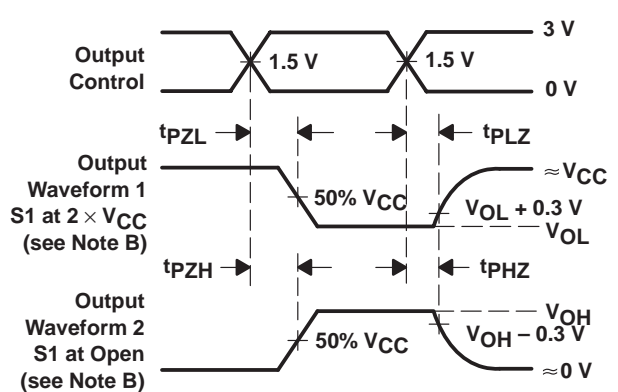 Output
Control
3 V
1.5 V
1.5 V
0 V
tPZL
tPLZ
Output
Waveform 1
S1 at 2 × VCC
(see Note B)
50% VCC
≈VCC
VOL + 0.3 V
VOL
tPZH
tPHZ
Output
Waveform 2
S1 at Open
(see Note B)
50% VCC
VOH
VOH – 0.3 V
≈0 V